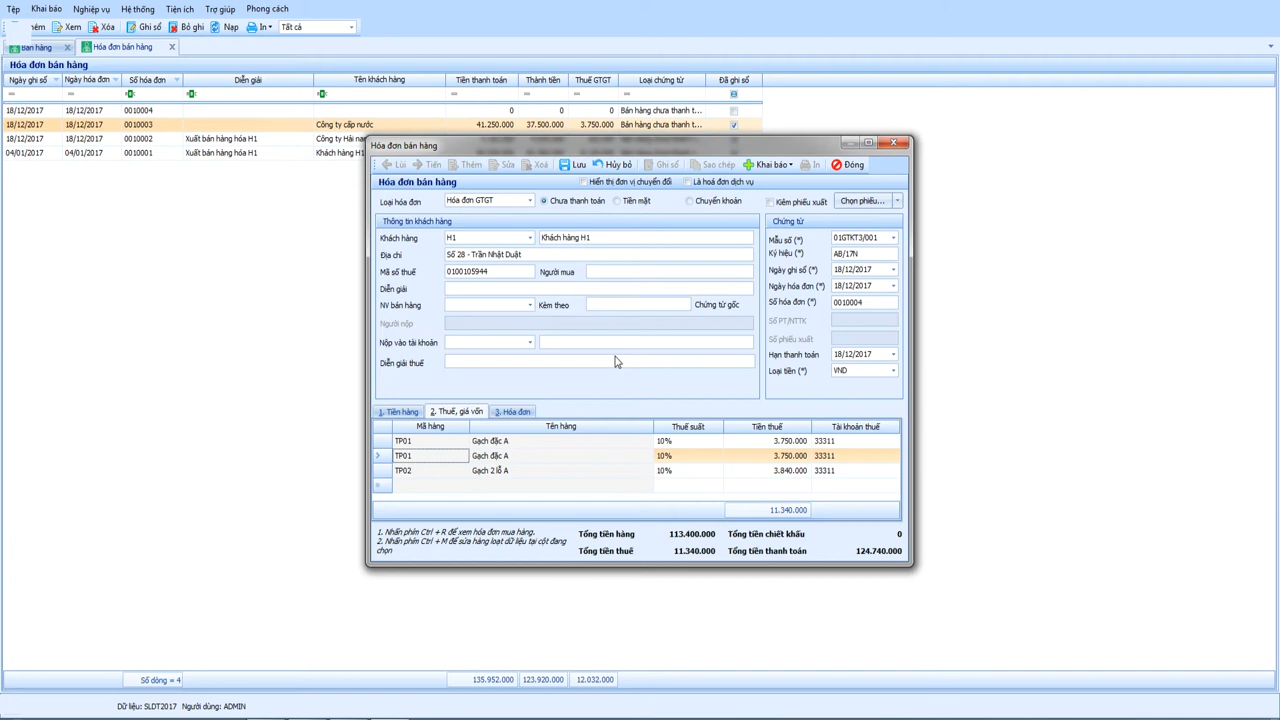 Tệp Khai báo Nghiệp vụ Hệ thống Tiện ích Trợ giúp Phong cách
hêm Xem Xóa Ghi sổ Bỏ ghi Nạp In Tất cả
Bán hàng Hóa đơn bán hàng
Hóa đơn bán hàng
Ngày ghi sổ Ngày hóa đơn Số hóa đơn Diễn giải Tên khách hàng Tiền thanh toán Thành tiền Thuế GTGT Loại chứng từ Đã ghi sổ
18/12/2017 18/12/2017 0010004 0 0 0 Bán hàng chưa thanh t...
18/12/2017 18/12/2017 0010003 Công ty cấp nước 41.250.000 37.500.000 3.750.000 Bán hàng chưa thanh t...
18/12/2017 18/12/2017 0010002 Xuất bán hàng hóa H1 Công ty Hải nam
04/01/2017 04/01/2017 0010001 Xuất bán hàng hóa H1 Khách hàng H1
Hóa đơn bán hàng
Lùi Tiến Thêm Sửa Xoá Lưu Hủy bỏ Ghi sổ Sao chép Khai báo In Đóng
Hóa đơn bán hàng Hiển thị đơn vị chuyển đổi Là hoá đơn dịch vụ
Loại hóa đơn Hóa đơn GTGT Chưa thanh toán Tiền mặt Chuyển khoản Kiêm phiếu xuất Chọn phiếu...
Thông tin khách hàng Chứng từ
Khách hàng H1 Khách hàng H1 Mẫu số (*) 01GTKT3/001
Địa chỉ Số 28 - Trần Nhật Duật Ký hiệu (*) AB/17N
Mã số thuế 0100105944 Người mua Ngày ghi sổ (*) 18/12/2017
Diễn giải Ngày hóa đơn (*) 18/12/2017
NV bán hàng Kèm theo Chứng từ gốc Số hóa đơn (*) 0010004
Người nộp Số PT/NTTK
Nộp vào tài khoản Số phiếu xuất
Diễn giải thuế Hạn thanh toán 18/12/2017
Loại tiền (*) VND
1. Tiền hàng 2. Thuế, giá vốn 3. Hóa đơn
Mã hàng Tên hàng Thuế suất Tiền thuế Tài khoản thuế
TP01 Gạch đặc A 10% 3.750.000 33311
TP01 Gạch đặc A 10% 3.750.000 33311
TP02 Gạch 2 lỗ A 10% 3.840.000 33311
11.340.000
1. Nhấn phím Ctrl + R để xem hóa đơn mua hàng.
2. Nhấn phím Ctrl + M để sửa hàng loạt dữ liệu tại cột đang
chọn
Tổng tiền hàng 113.400.000 Tổng tiền chiết khấu 0
Tổng tiền thuế 11.340.000 Tổng tiền thanh toán 124.740.000
Số dòng = 4 135.952.000 123.920.000 12.032.000
Dữ liệu: SLDT2017 Người dùng: ADMIN